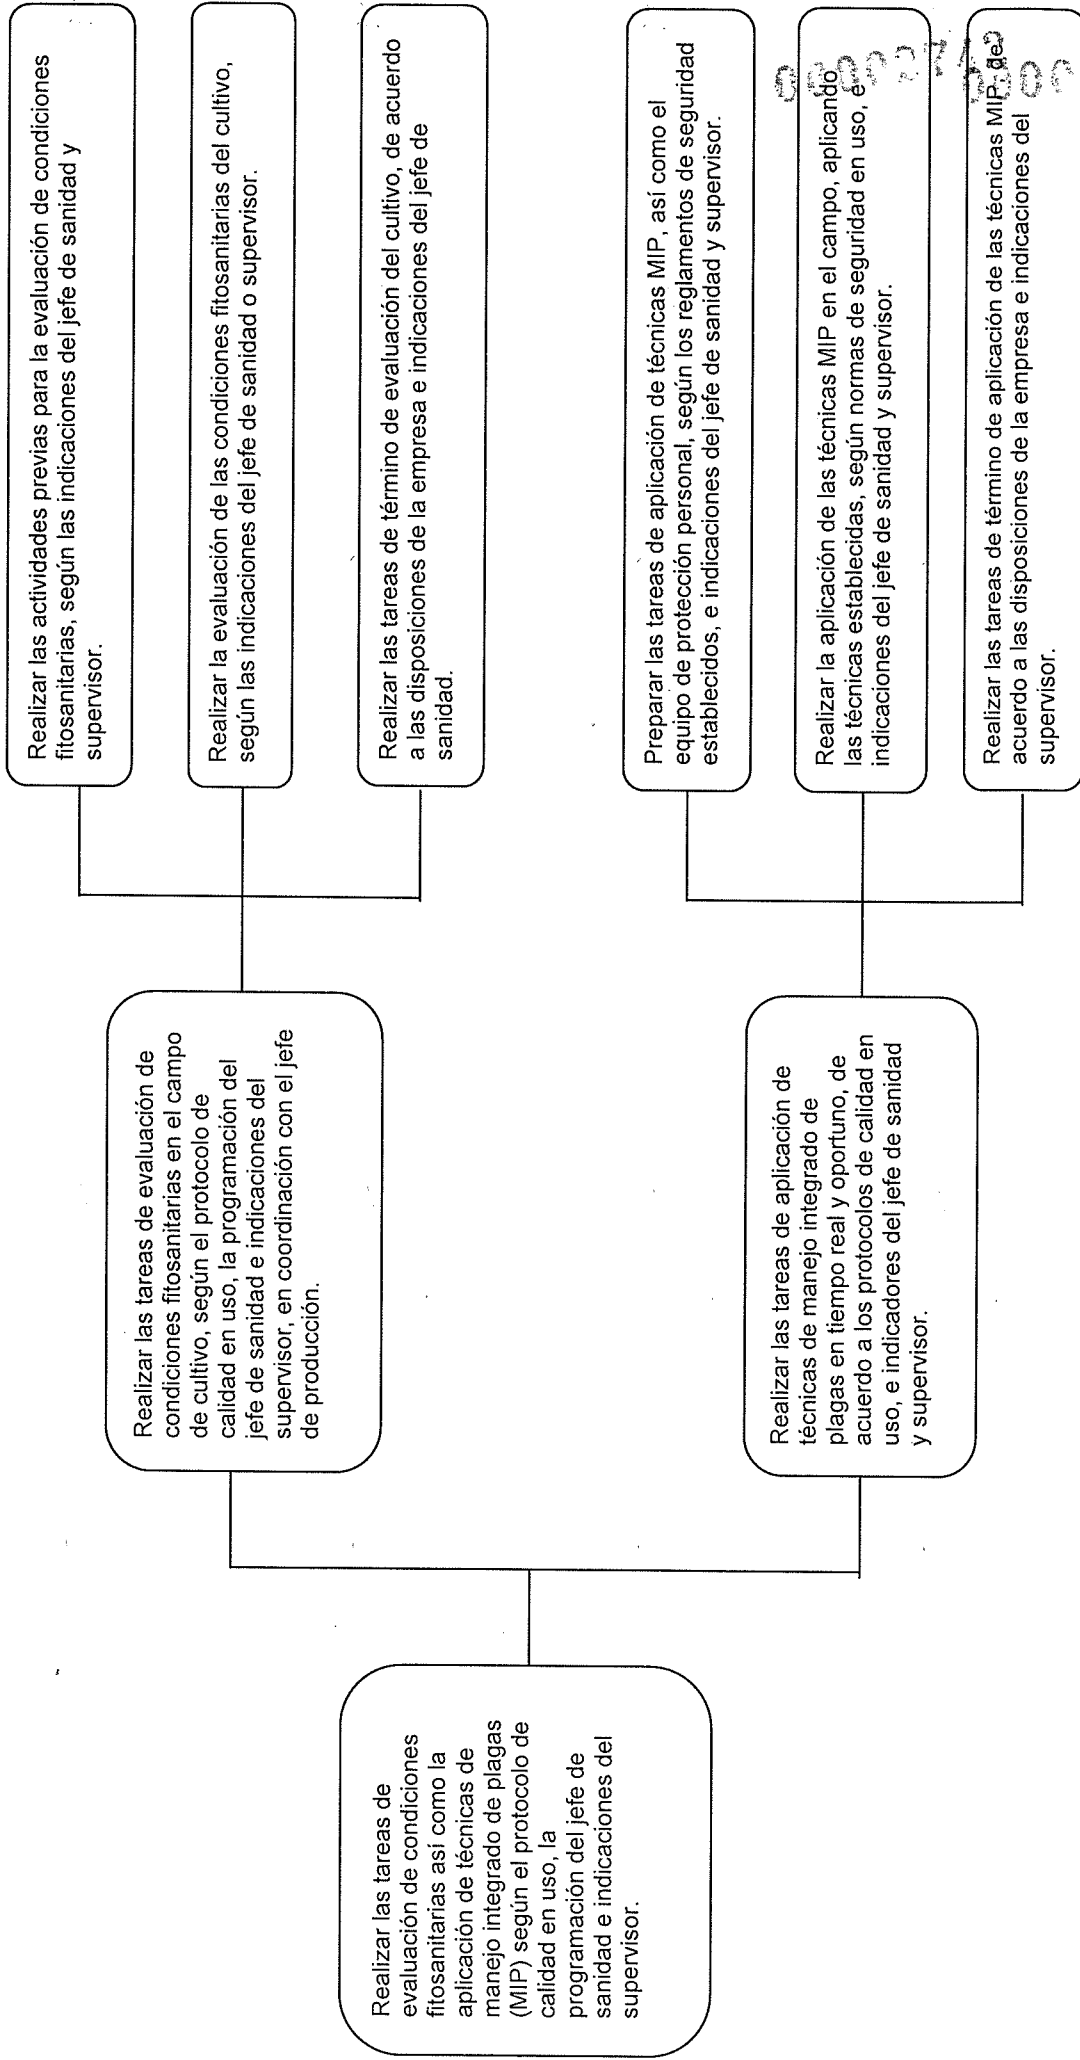 Realizar las tareas de
evaluación de condiciones
fitosanitarias así como la
aplicación de técnicas de
manejo integrado de plagas
(MIP) según el protocolo de
calidad en uso, la
programación del jefe de
sanidad e indicaciones del
supervisor.
Realizar las tareas de evaluación de
condiciones fitosanitarias en el campo
de cultivo, según el protocolo de
calidad en uso, la programación del
jefe de sanidad e indicaciones del
supervisor, en coordinación con el jefe
de producción.
Realizar las actividades previas para la evaluación de condiciones
fitosanitarias, según las indicaciones del jefe de sanidad y
supervisor.
Realizar la evaluación de las condiciones fitosanitarias del cultivo,
según las indicaciones del jefe de sanidad o supervisor.
Realizar las tareas de término de evaluación del cultivo, de acuerdo
a las disposiciones de la empresa e indicaciones del jefe de
sanidad.
Realizar las tareas de aplicación de
técnicas de manejo integrado de
plagas en tiempo real y oportuno, de
acuerdo a los protocolos de calidad en
uso, e indicadores del jefe de sanidad
y supervisor.
Preparar las tareas de aplicación de técnicas MIP, así como el
equipo de protección personal, según los reglamentos de seguridad
establecidos, e indicaciones del jefe de sanidad y supervisor.
Realizar la aplicación de las técnicas MIP en el campo, aplicando
las técnicas establecidas, según normas de seguridad en uso, e
indicaciones del jefe de sanidad y supervisor.
Realizar las tareas de término de aplicación de las técnicas MIP, de
acuerdo a las disposiciones de la empresa e indicaciones del
supervisor.